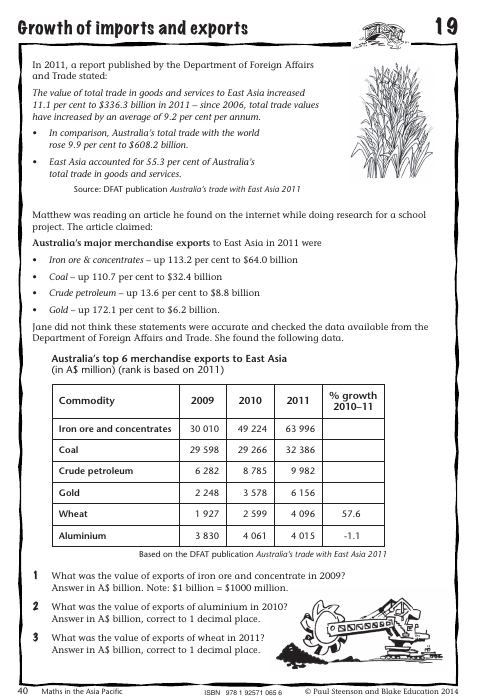 Growth of imports and exports
19
In 2011, a report published by the Department of Foreign Affairs
and Trade stated:
The value of total trade in goods and services to East Asia increased
11.1 per cent to $336.3 billion in 2011 – since 2006, total trade values
have increased by an average of 9.2 per cent per annum.
• In comparison, Australia's total trade with the world
rose 9.9 per cent to $608.2 billion.
• East Asia accounted for 55.3 per cent of Australia's
total trade in goods and services.
Source: DFAT publication Australia's trade with East Asia 2011
Matthew was reading an article he found on the internet while doing research for a school
project. The article claimed:
Australia's major merchandise exports to East Asia in 2011 were
• Iron ore & concentrates – up 113.2 per cent to $64.0 billion
• Coal – up 110.7 per cent to $32.4 billion
• Crude petroleum – up 13.6 per cent to $8.8 billion
• Gold – up 172.1 per cent to $6.2 billion.
Jane did not think these statements were accurate and checked the data available from the
Department of Foreign Affairs and Trade. She found the following data.
Australia's top 6 merchandise exports to East Asia
(in A$ million) (rank is based on 2011)
Commodity 2009 2010 2011 % growth
2010–11
Iron ore and concentrates 30 010 49 224 63 996
Coal 29 598 29 266 32 386
Crude petroleum 6 282 8 785 9 982
Gold 2 248 3 578 6 156
Wheat 1 927 2 599 4 096 57.6
Aluminium 3 830 4 061 4 015 -1.1
Based on the DFAT publication Australia's trade with East Asia 2011
1 What was the value of exports of iron ore and concentrate in 2009?
Answer in A$ billion. Note: $1 billion = $1000 million.
2 What was the value of exports of aluminium in 2010?
Answer in A$ billion, correct to 1 decimal place.
3 What was the value of exports of wheat in 2011?
Answer in A$ billion, correct to 1 decimal place.
40 Maths in the Asia Pacific ISBN 978 1 92571 065 6 © Paul Steenson and Blake Education 2014